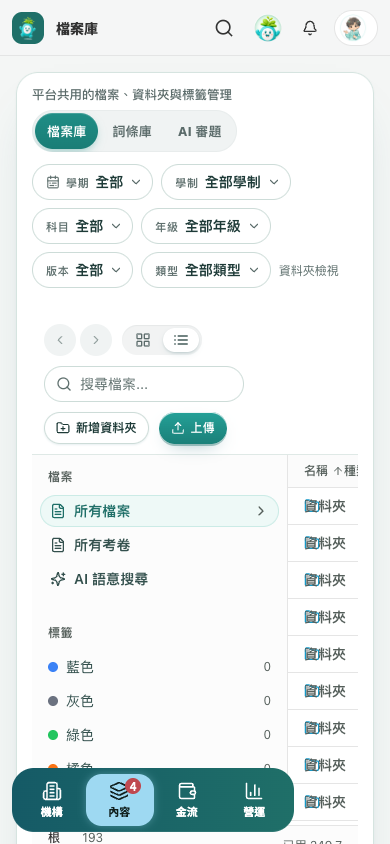 檔案庫
平台共用的檔案、資料夾與標籤管理
檔案庫 詞條庫 AI 審題
學期 全部 學制 全部學制
科目 全部 年級 全部年級
版本 全部 類型 全部類型 資料夾檢視
搜尋檔案...
新增資料夾 上傳
檔案
所有檔案
所有考卷
AI 語意搜尋
標籤
藍色 0
灰色 0
綠色 0
0
名稱 ↑
資料夾
資料夾
資料夾
資料夾
資料夾
資料夾
資料夾
資料夾
資料夾
機構 內容 4 金流 營運
根 193